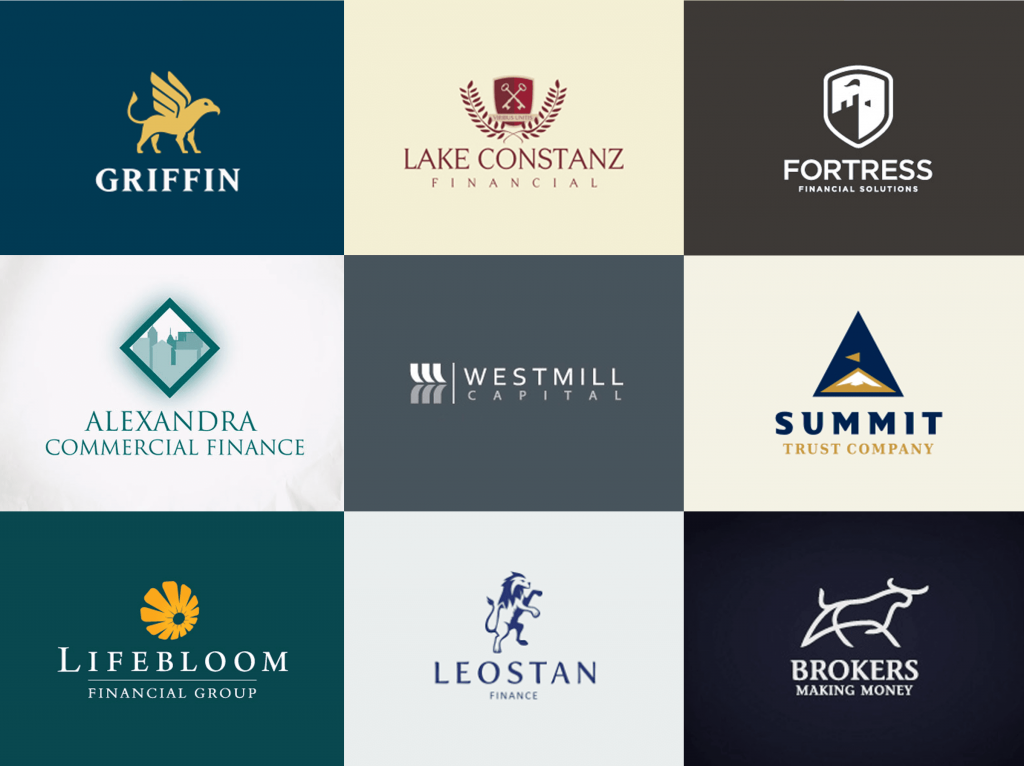 GRIFFIN
LAKE CONSTANZ
FINANCIAL
FORTRESS
FINANCIAL SOLUTIONS
ALEXANDRA
COMMERCIAL FINANCE
WESTMILL
CAPITAL
SUMMIT
TRUST COMPANY
LIFEBLOOM
FINANCIAL GROUP
LEOSTAN
FINANCE
BROKERS
MAKING MONEY